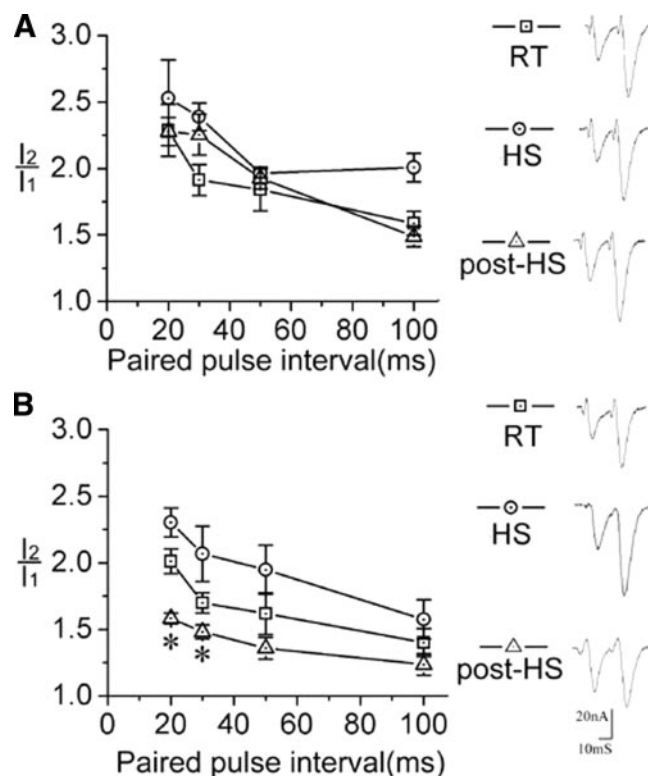 A
3.0
2.5
2.0
1.5
1.0
I2
I1
0 20 40 60 80 100
Paired pulse interval(ms)
RT
HS
post-HS
B
3.0
2.5
2.0
1.5
1.0
I2
I1
* *
0 20 40 60 80 100
Paired pulse interval(ms)
RT
HS
post-HS
20nA
10mS